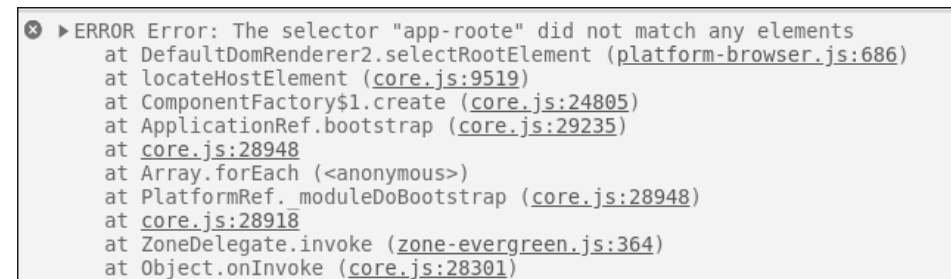 ERROR Error: The selector "app-roote" did not match any elements
at DefaultDomRenderer2.selectRootElement (platform-browser.js:686)
at locateHostElement (core.js:9519)
at ComponentFactory$1.create (core.js:24805)
at ApplicationRef.bootstrap (core.js:29235)
at core.js:28948
at Array.forEach (<anonymous>)
at PlatformRef._moduleDoBootstrap (core.js:28948)
at core.js:28918
at ZoneDelegate.invoke (zone-evergreen.js:364)
at Object.onInvoke (core.js:28301)